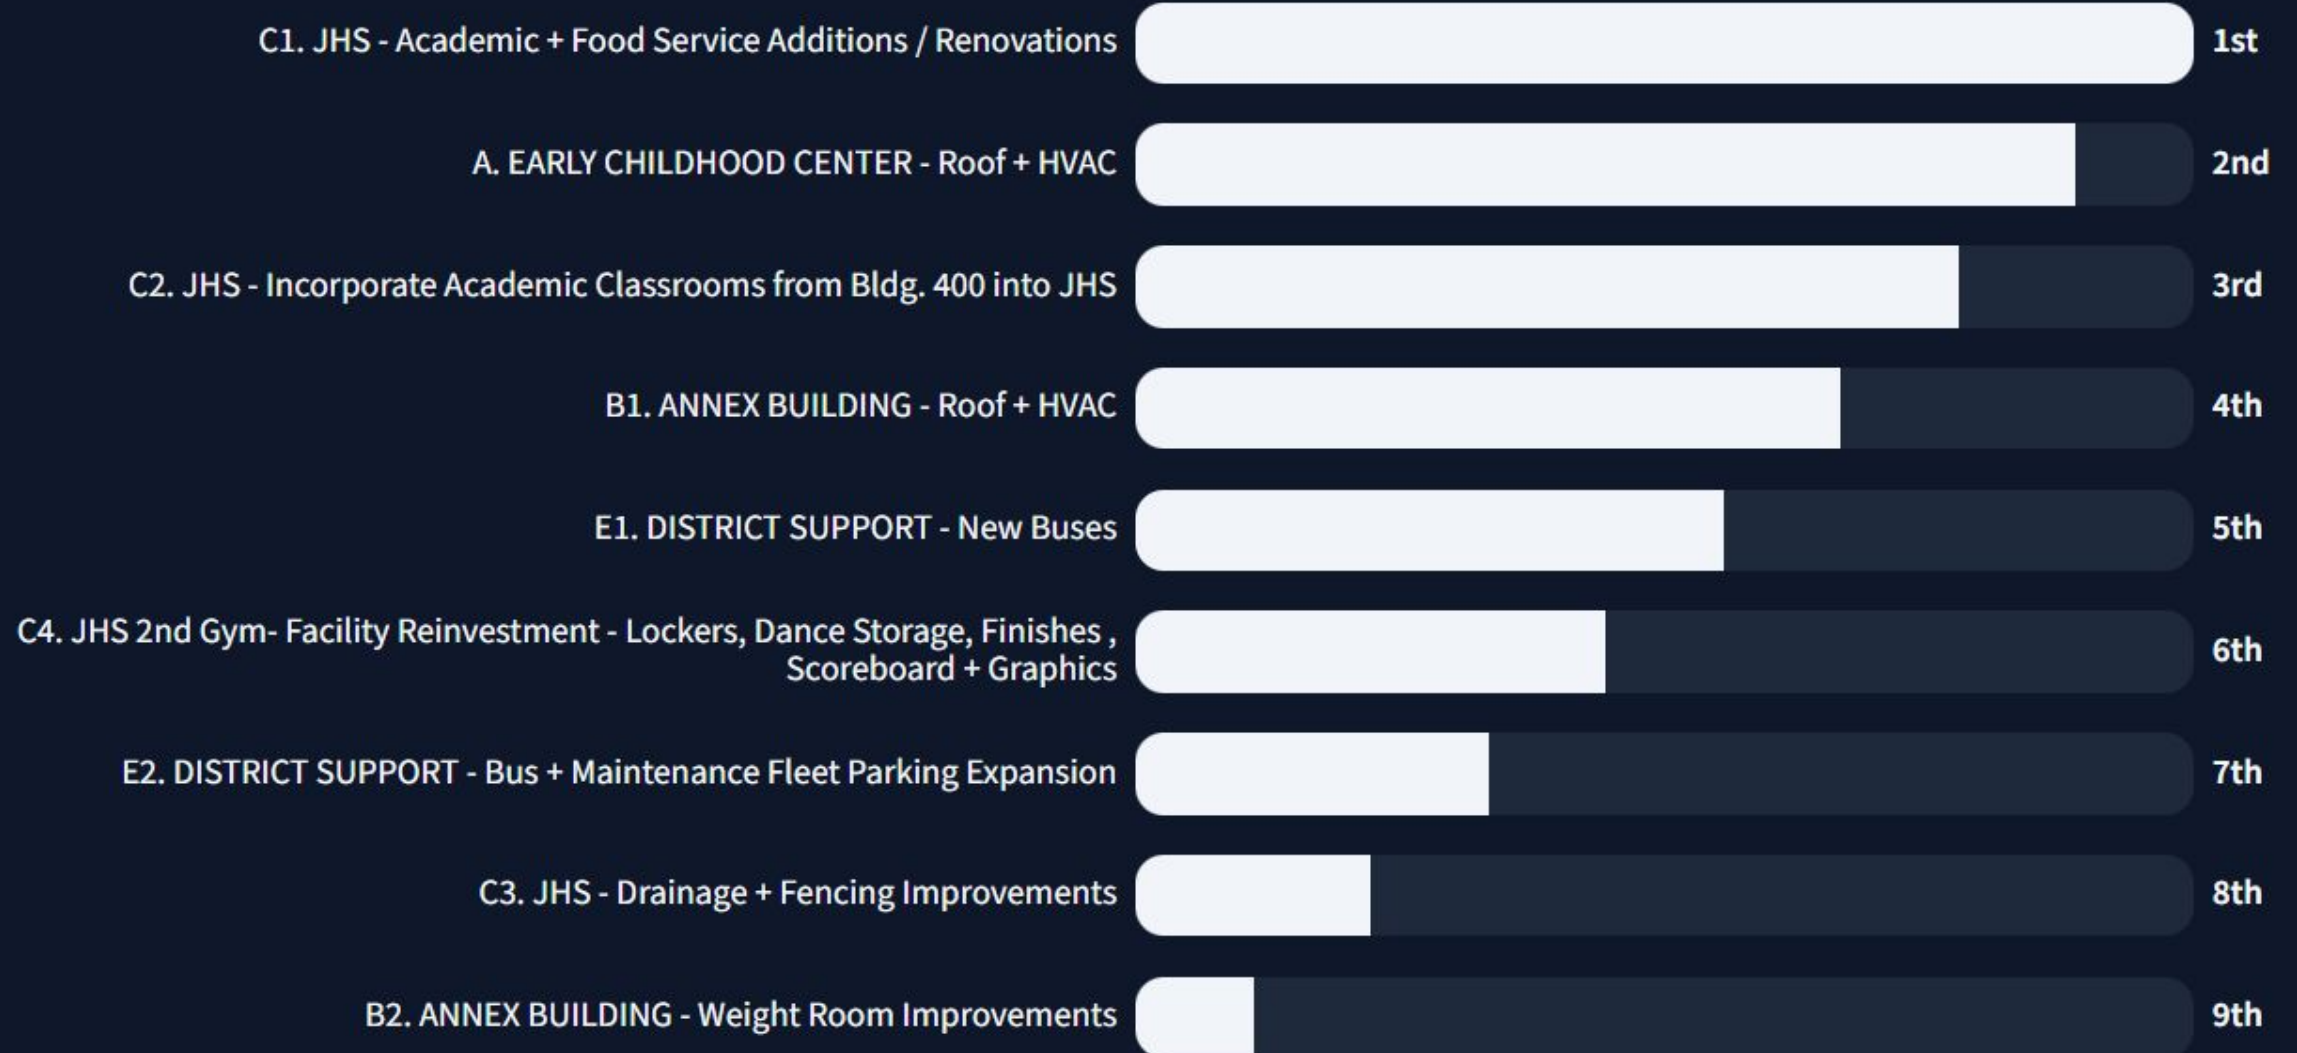 C1. JHS - Academic + Food Service Additions / Renovations 1st
A. EARLY CHILDHOOD CENTER - Roof + HVAC 2nd
C2. JHS - Incorporate Academic Classrooms from Bldg. 400 into JHS 3rd
B1. ANNEX BUILDING - Roof + HVAC 4th
E1. DISTRICT SUPPORT - New Buses 5th
C4. JHS 2nd Gym- Facility Reinvestment - Lockers, Dance Storage, Finishes ,
Scoreboard + Graphics 6th
E2. DISTRICT SUPPORT - Bus + Maintenance Fleet Parking Expansion 7th
C3. JHS - Drainage + Fencing Improvements 8th
B2. ANNEX BUILDING - Weight Room Improvements 9th